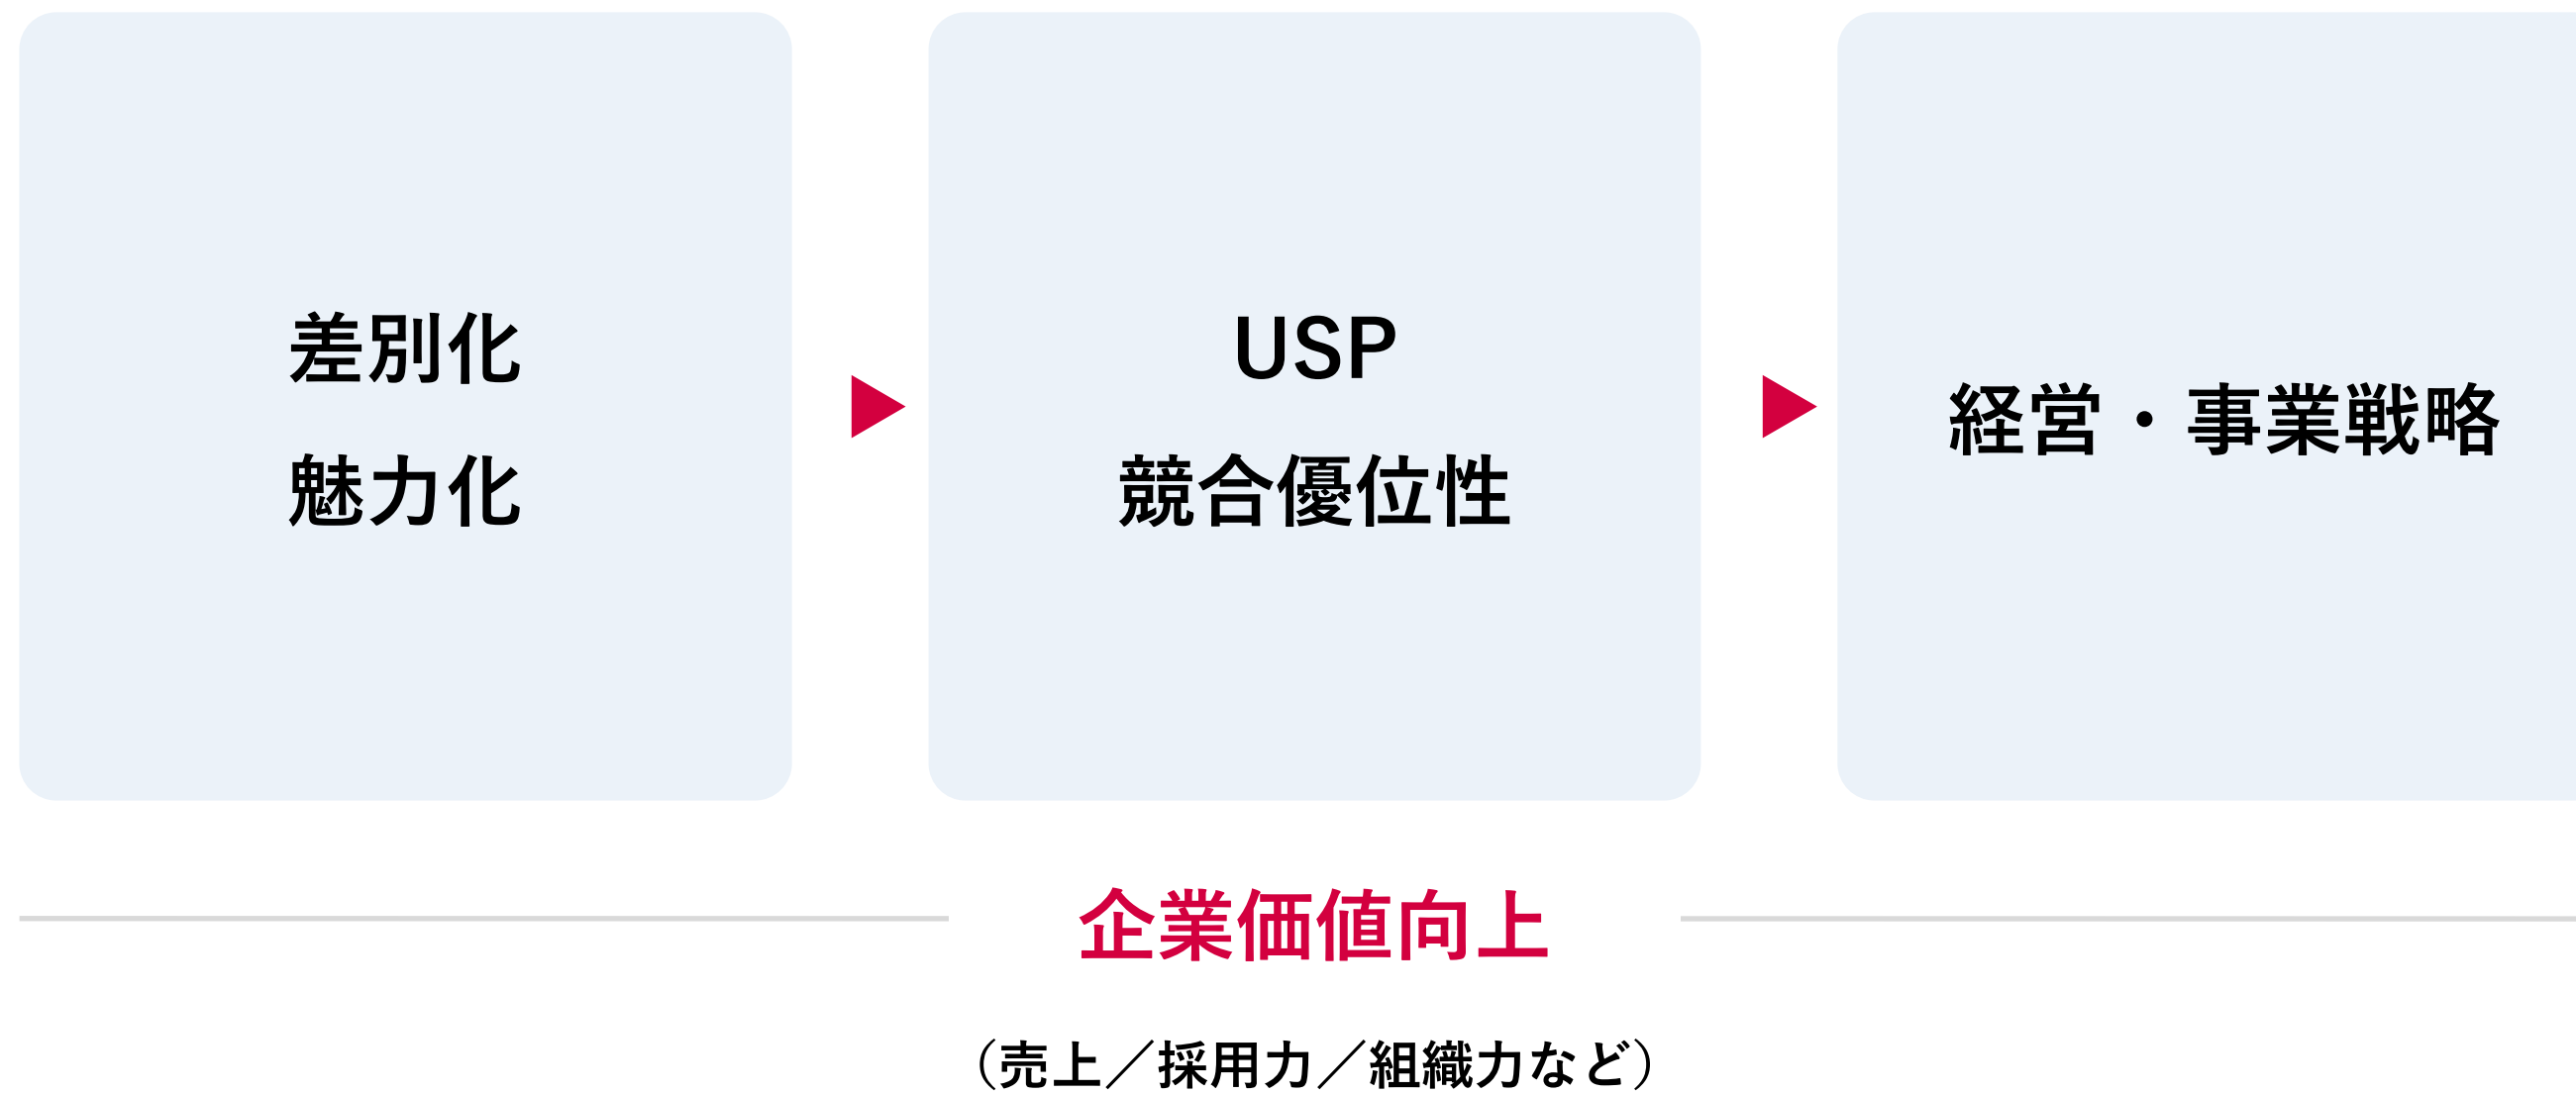 差別化
魅力化
USP
競合優位性
経営・事業戦略
企業価値向上
（売上／採用力／組織力など）